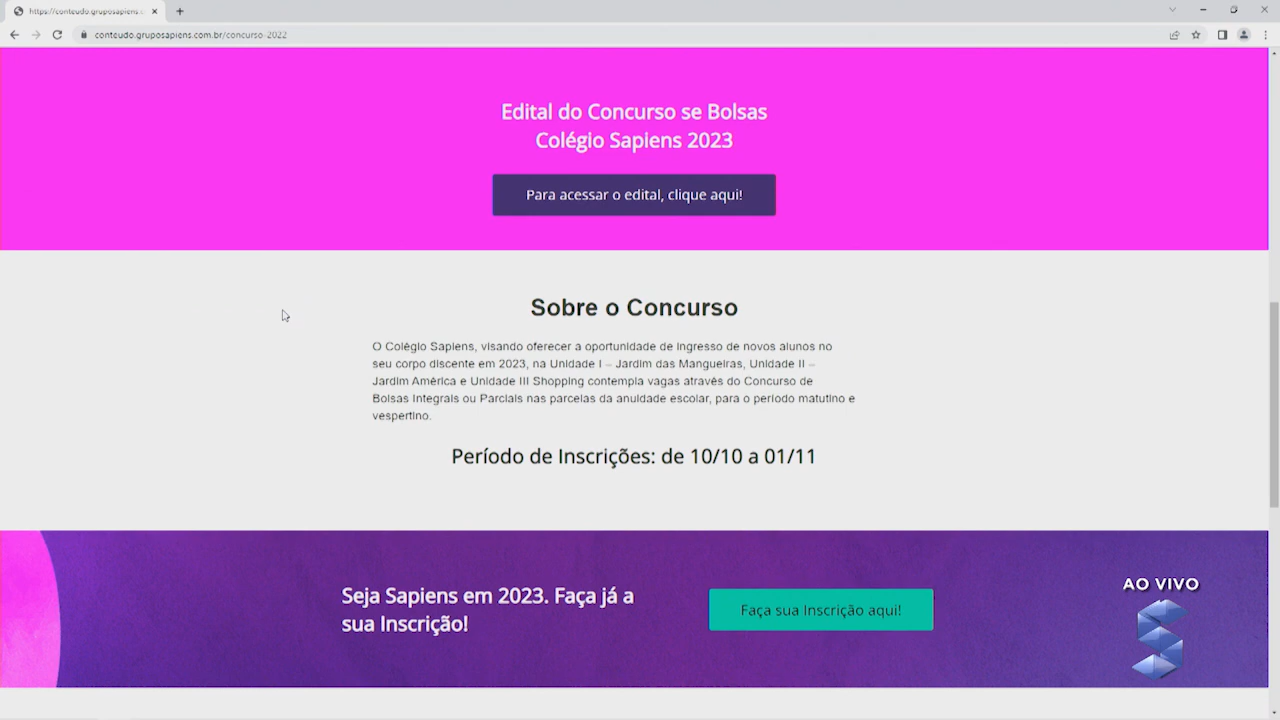 https://conteudo.gruposapiens.c
conteudo.gruposapiens.com.br/concurso-2022
Edital do Concurso se Bolsas
Colégio Sapiens 2023
Para acessar o edital, clique aqui!
Sobre o Concurso
O Colégio Sapiens, visando oferecer a oportunidade de ingresso de novos alunos no
seu corpo discente em 2023, na Unidade I – Jardim das Mangueiras, Unidade II –
Jardim América e Unidade III Shopping contempla vagas através do Concurso de
Bolsas Integrais ou Parciais nas parcelas da anuidade escolar, para o período matutino e
vespertino.
Período de Inscrições: de 10/10 a 01/11
Seja Sapiens em 2023. Faça já a
sua Inscrição!
Faça sua Inscrição aqui!
AO VIVO